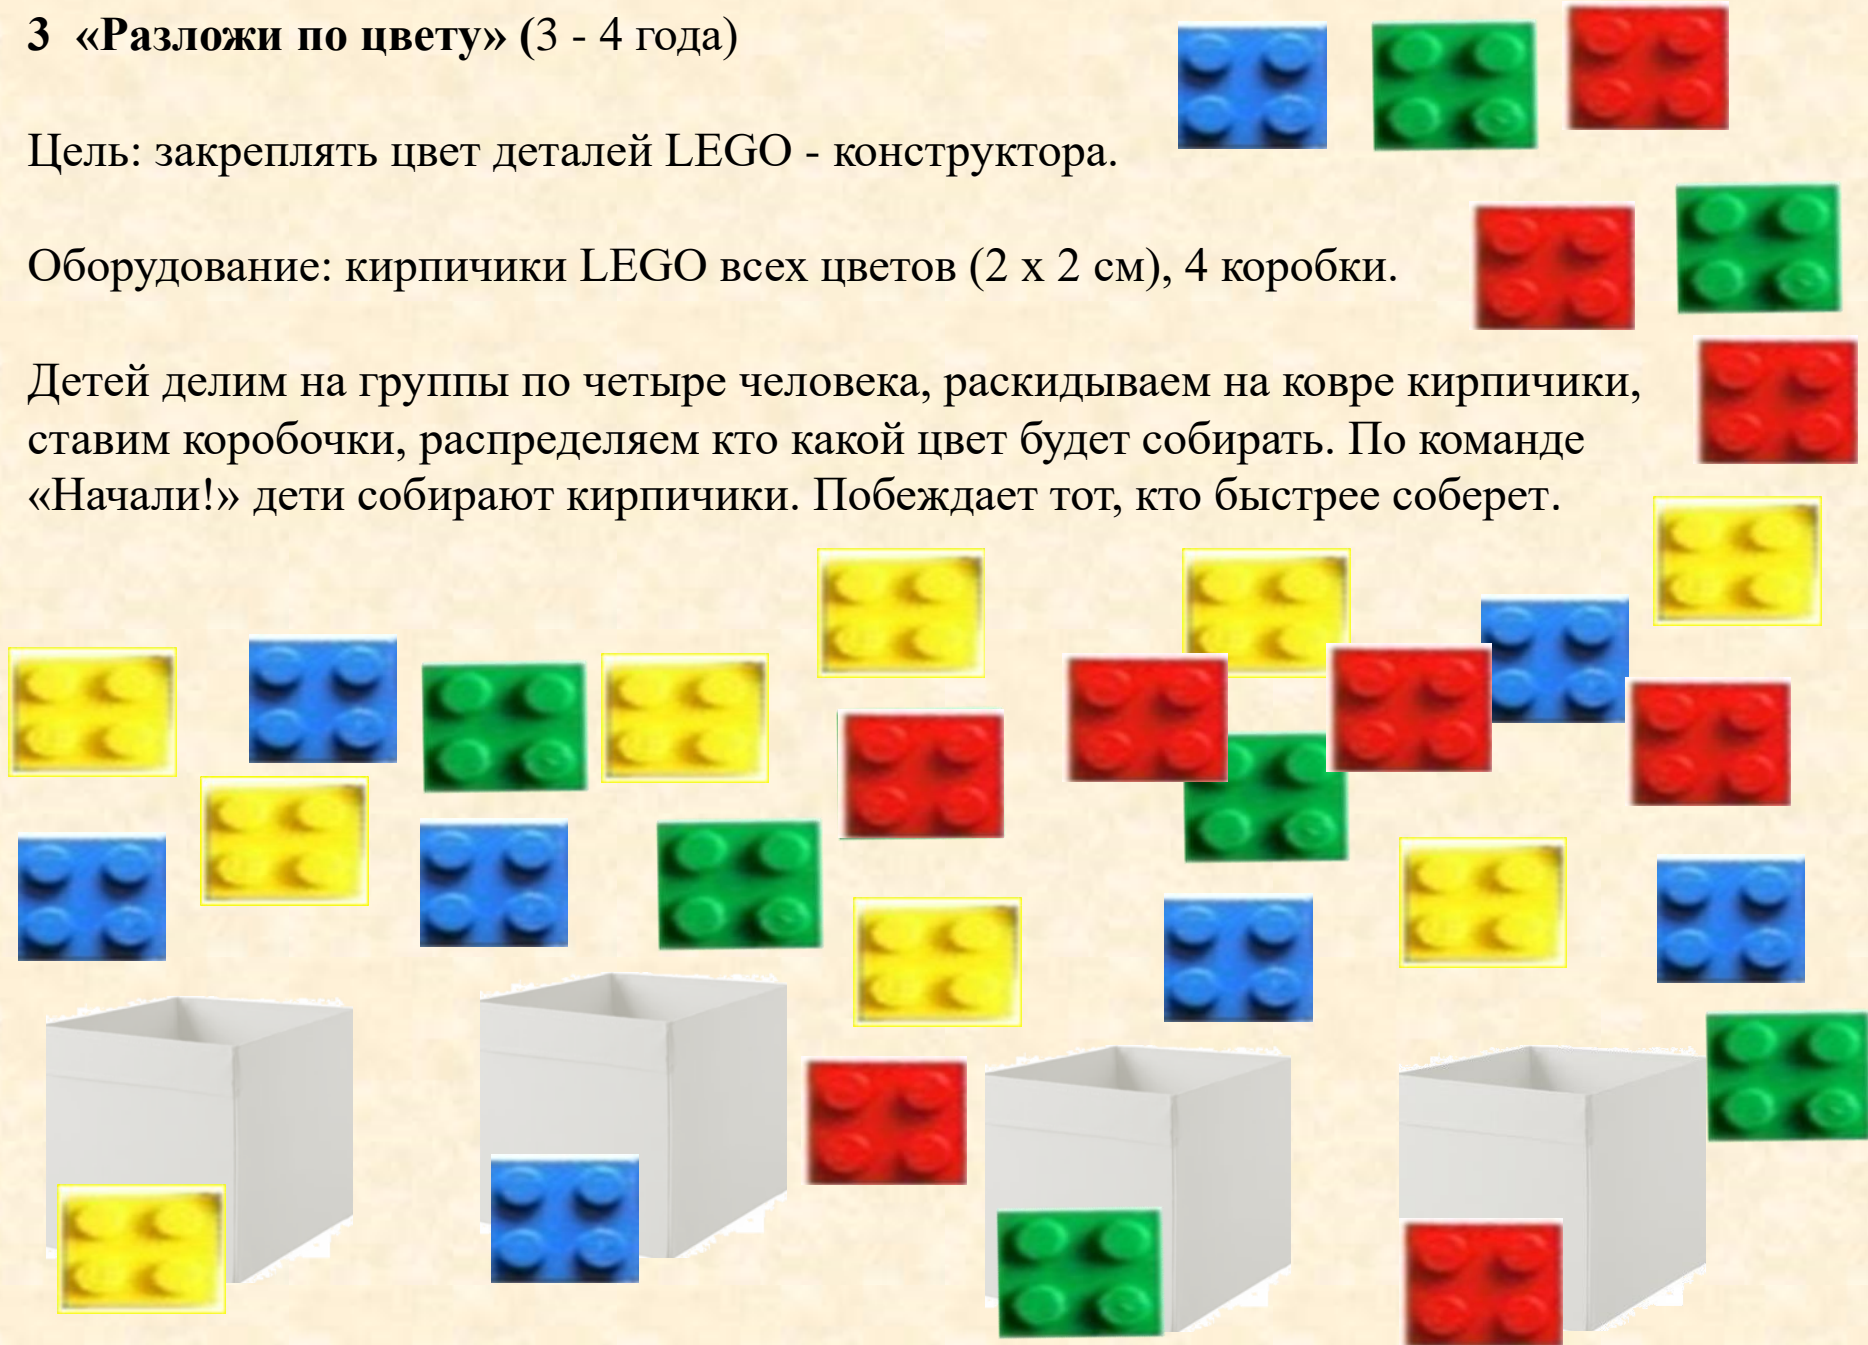 3 «Разложи по цвету» (3 - 4 года)
Цель: закреплять цвет деталей LEGO - конструктора.
Оборудование: кирпичики LEGO всех цветов (2 х 2 см), 4 коробки.
Детей делим на группы по четыре человека, раскидываем на ковре кирпичики,
ставим коробочки, распределяем кто какой цвет будет собирать. По команде
«Начали!» дети собирают кирпичики. Побеждает тот, кто быстрее соберет.